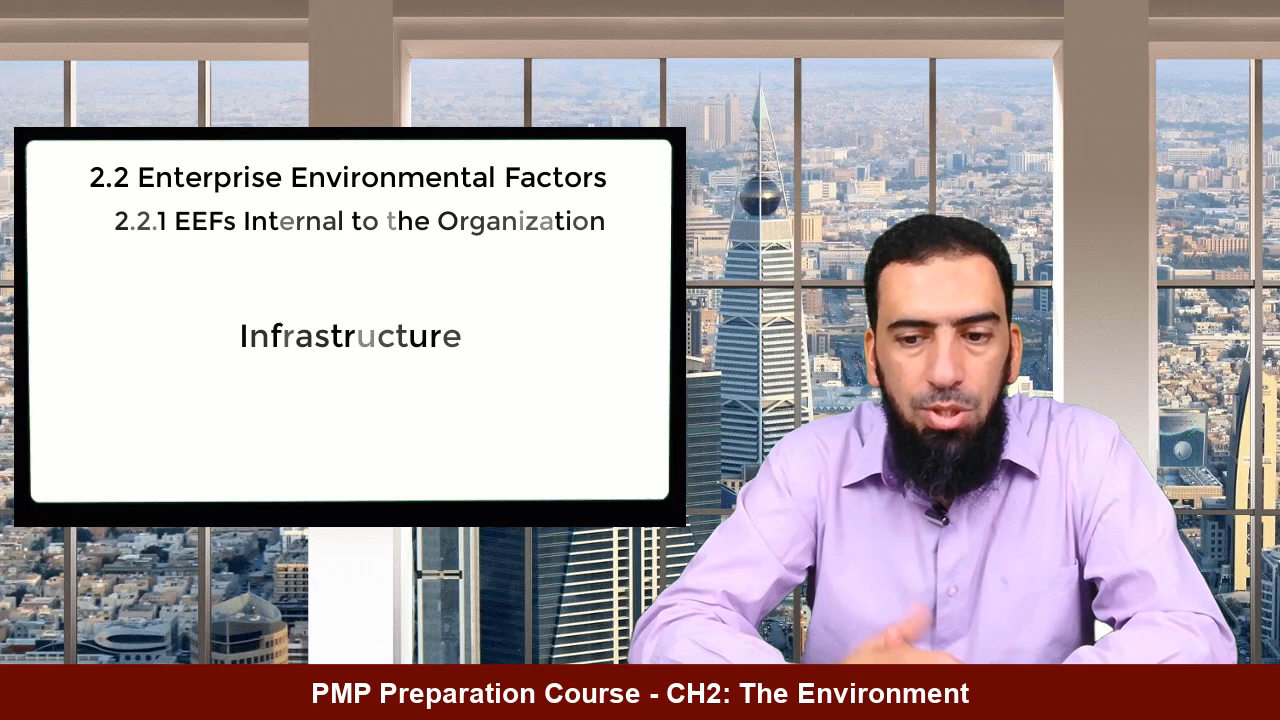 2.2 Enterprise Environmental Factors
2.2.1 EEFs Internal to the Organization
Infrastructure
PMP Preparation Course - CH2: The Environment